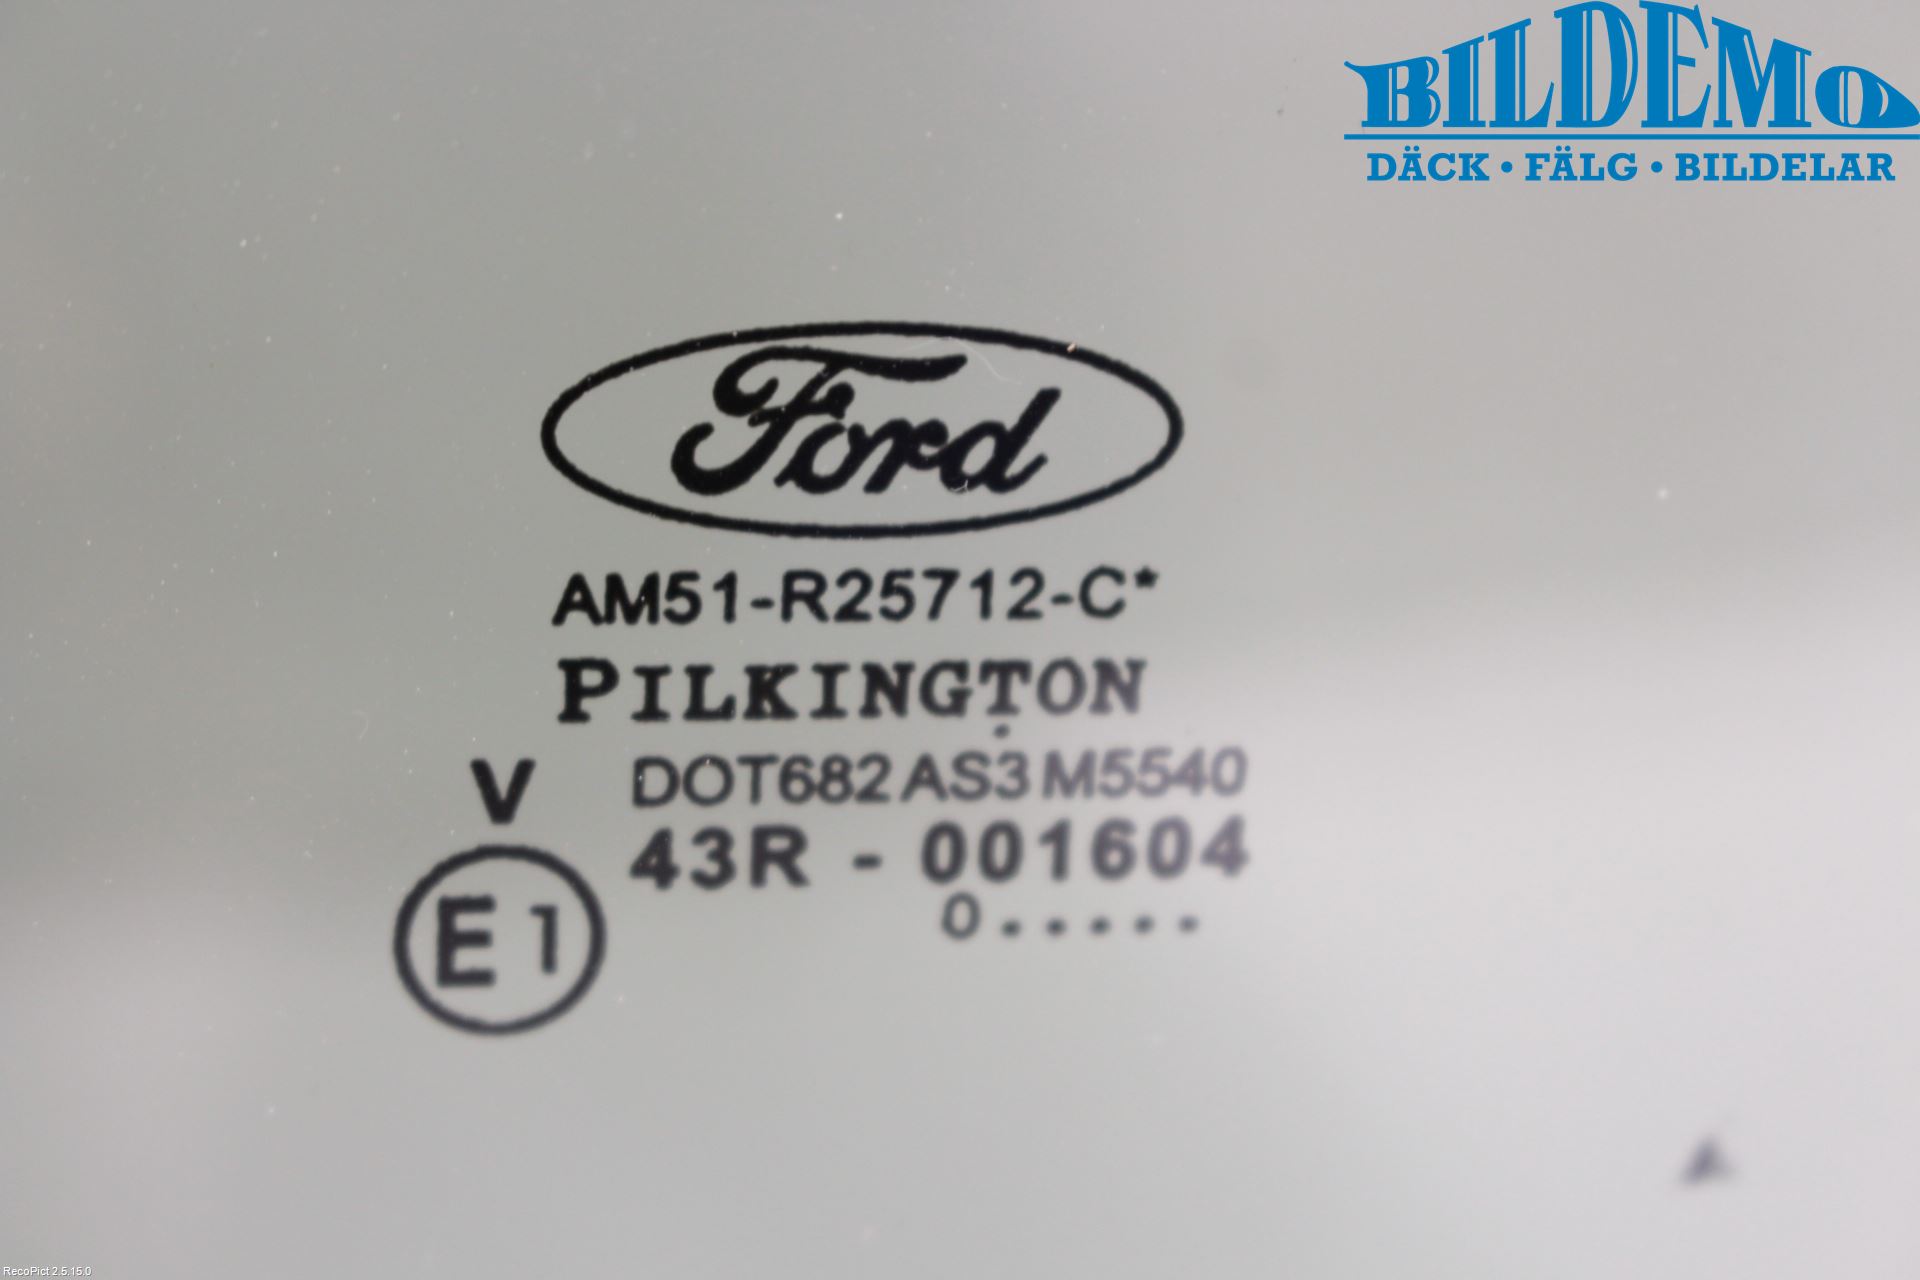 BILDEMO
DÄCK • FÄLG • BILDELAR
Ford
AM51-R25712-C*
PILKINGTON
V
DOT682 AS3 M5540
43R - 001604
0.....
E1
RecoPict 2.5.15.0